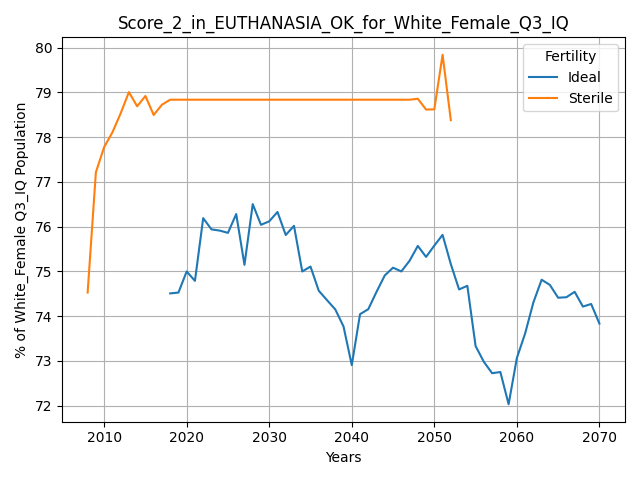 Score_2_in_EUTHANASIA_OK_for_White_Female_Q3_IQ
% of White_Female Q3_IQ Population
80
79
78
77
76
75
74
73
72
Fertility
Ideal
Sterile
2010 2020 2030 2040 2050 2060 2070
Years